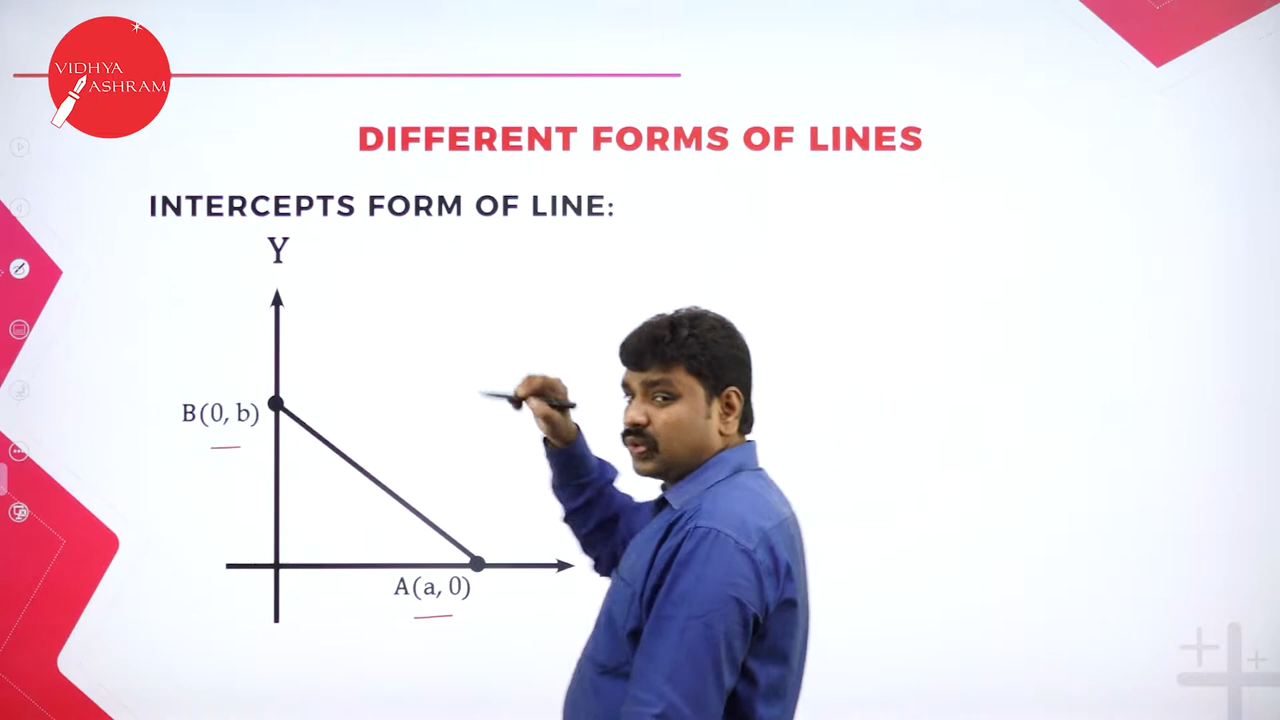 VIDHYA
ASHRAM
DIFFERENT FORMS OF LINES
INTERCEPTS FORM OF LINE:
Y
B(0, b)
A(a, 0)